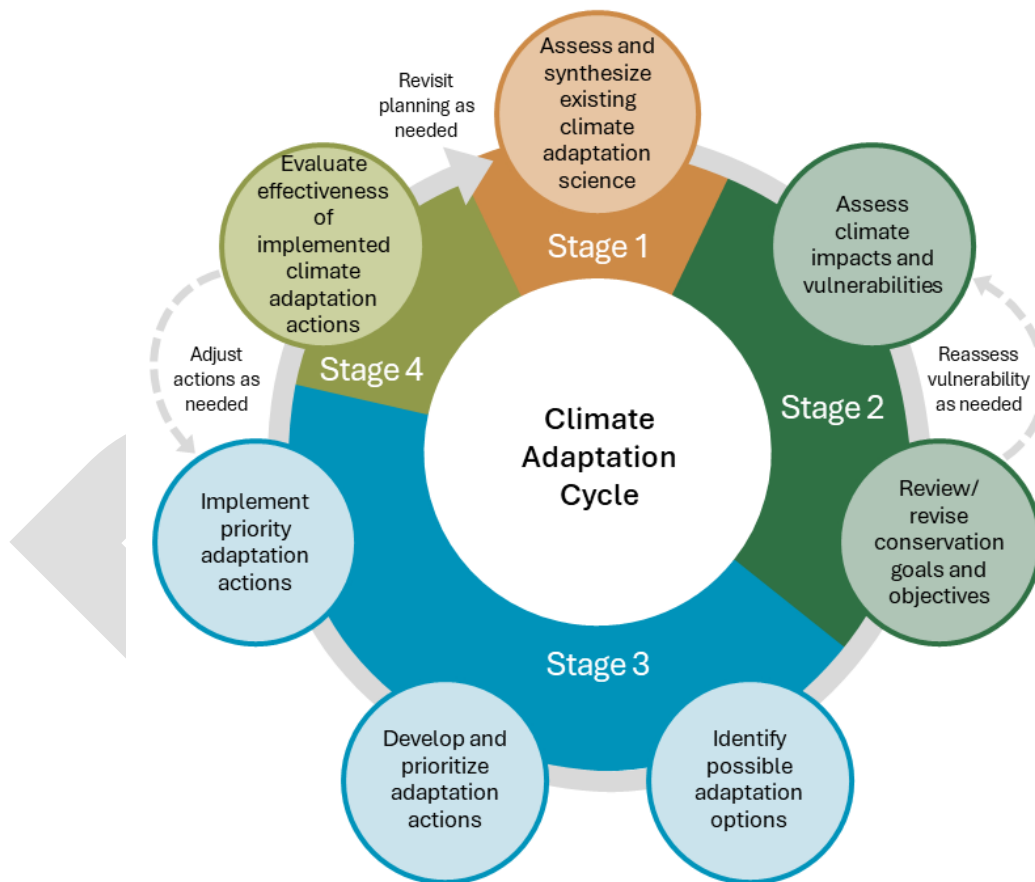 Assess and
synthesize
existing
climate
adaptation
science
Revisit
planning as
needed
Stage 1
Assess
climate
impacts and
vulnerabilities
Reassess
vulnerability
as needed
Stage 2
Review/
revise
conservation
goals and
objectives
Identify
possible
adaptation
options
Stage 3
Develop and
prioritize
adaptation
actions
Implement
priority
adaptation
actions
Adjust
actions as
needed
Stage 4
Evaluate
effectiveness
of
implemented
climate
adaptation
actions
Climate
Adaptation
Cycle